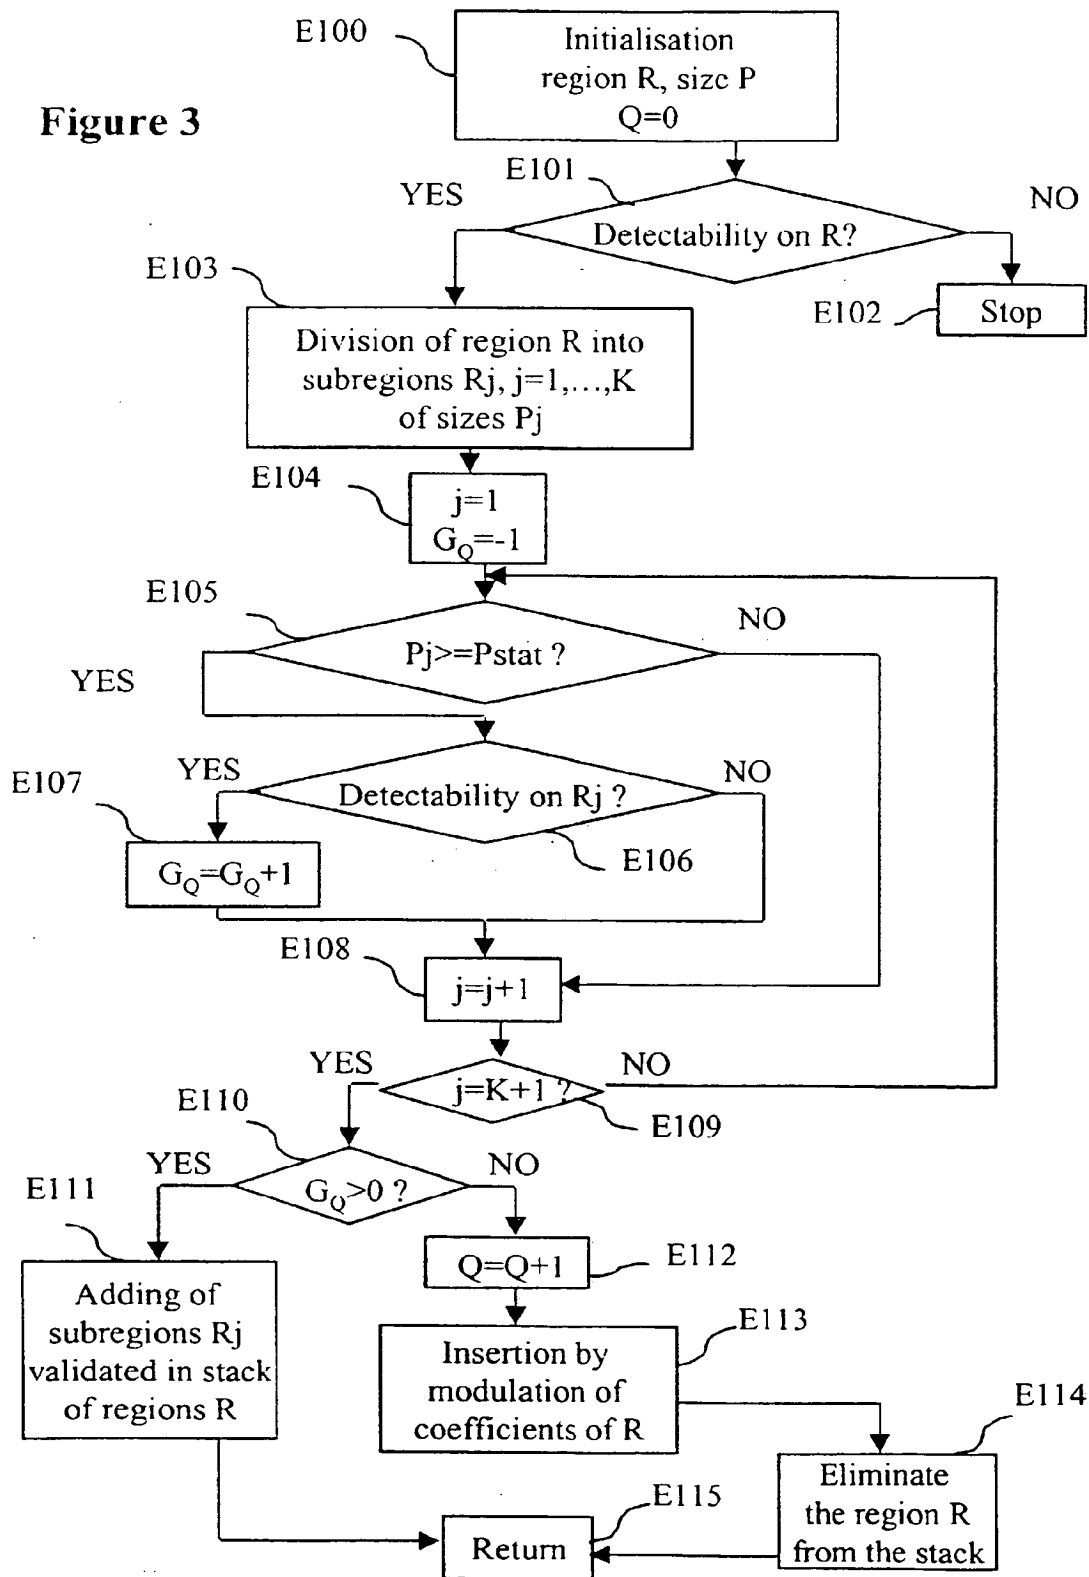 E100
Initialisation
region R, size P
Q=0
Figure 3
E101
YES
NO
Detectability on R?
E103
E102
Stop
Division of region R into
subregions Rj, j=1,...,K
of sizes Pj
E104
j=1
G_Q=-1
E105
NO
Pj>=Pstat ?
YES
E107
YES
NO
Detectability on Rj ?
E106
G_Q=G_Q+1
E108
j=j+1
YES
NO
j=K+1 ?
E110
E109
YES
NO
G_Q>0 ?
E111
Q=Q+1
E112
Adding of
subregions Rj
validated in stack
of regions R
E113
Insertion by
modulation of
coefficients of R
E114
Eliminate
the region R
from the stack
E115
Return